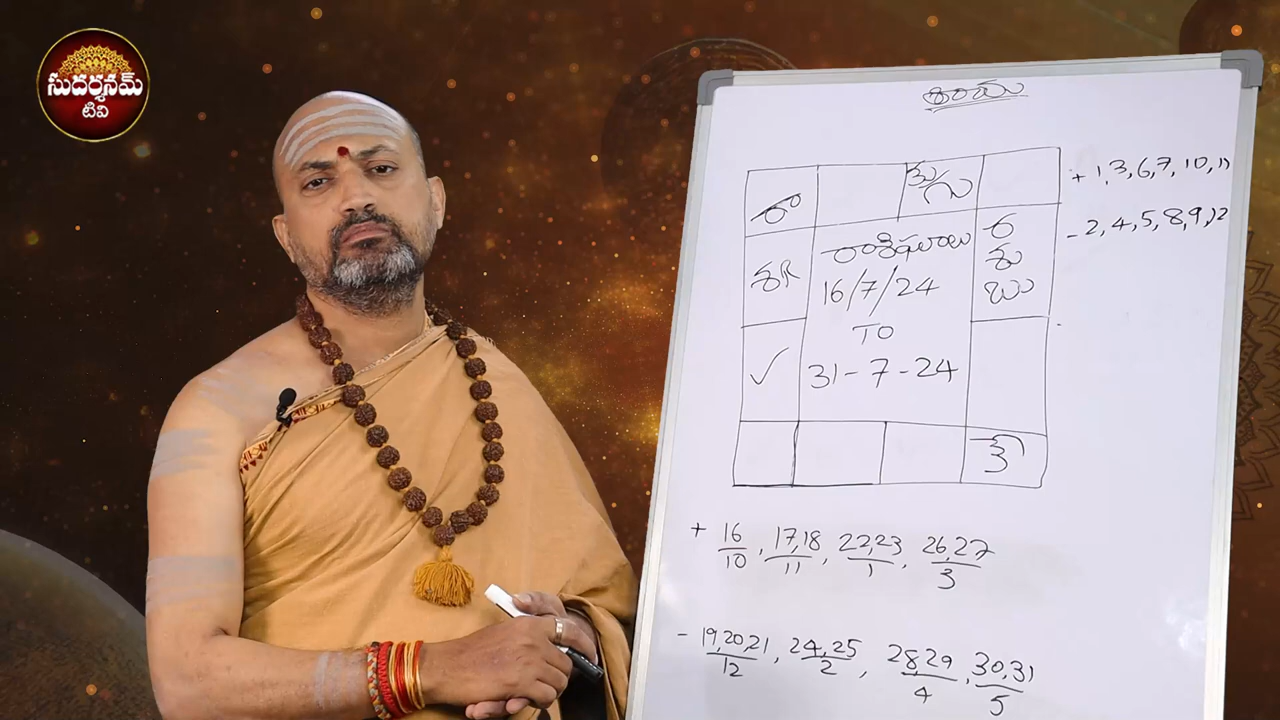 సుదర్శనమ్
టివి
శ్రీరామ
కు/గు
+ 1,3,6,7,10,11
రా
- 2,4,5,8,9,12
రాశిఫలాలు
ర
శు
బు
శని
16/7/24
TO
✓
31-7-24
కే
+ 16/10, 17,18/11, 22,23/1, 26,27/3
- 19,20,21/12, 24,25/2, 28,29/4, 30,31/5